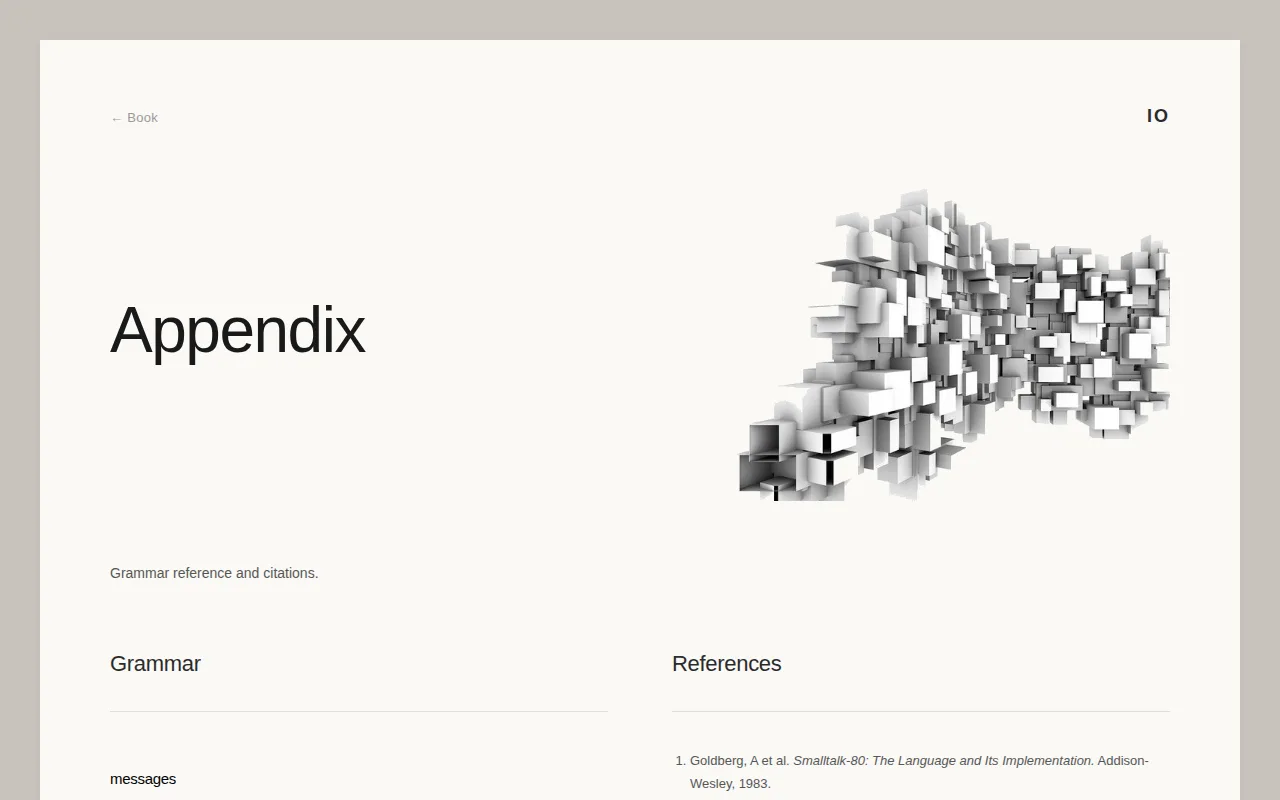 ← Book
IO
Appendix
Grammar reference and citations.
Grammar
References
messages
1. Goldberg, A et al. Smalltalk-80: The Language and Its Implementation. Addison-
Wesley, 1983.